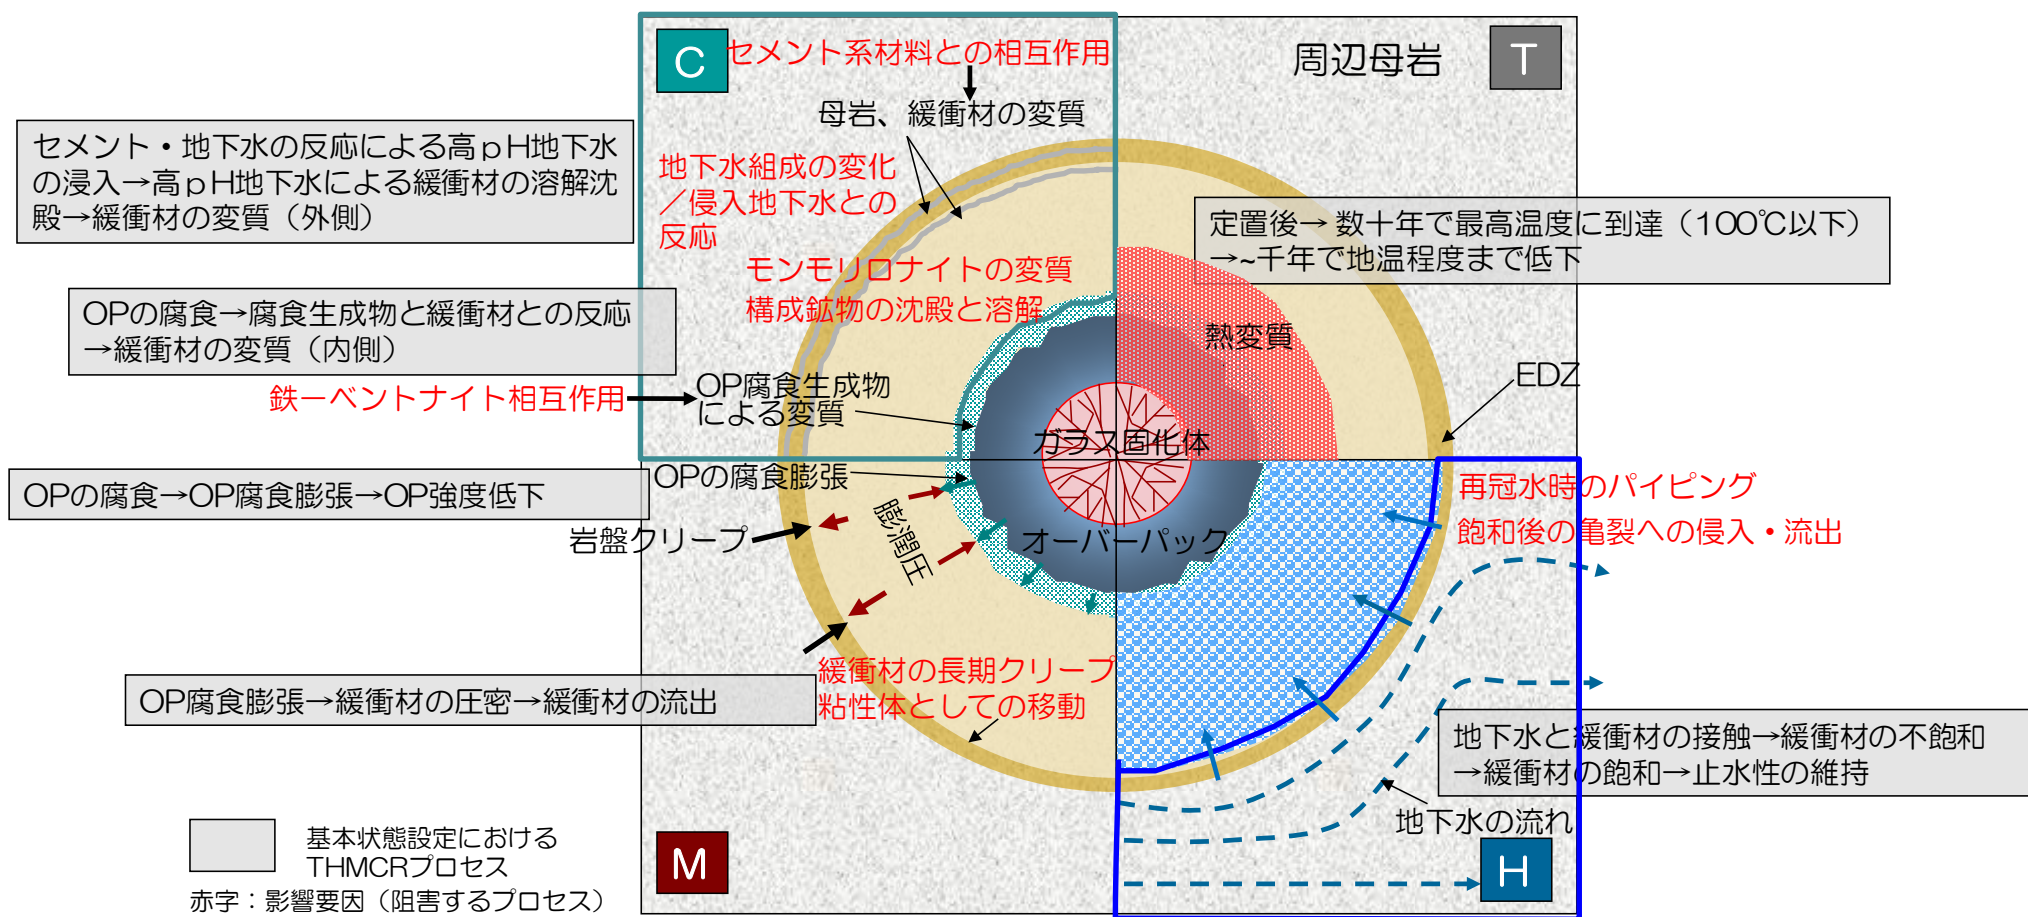 C
セメント系材料との相互作用
周辺母岩
T
母岩、緩衝材の変質
セメント・地下水の反応による高ｐH地下水
の浸入→高ｐH地下水による緩衝材の溶解沈
殿→緩衝材の変質（外側）
地下水組成の変化
／侵入地下水との
反応
定置後→ 数十年で最高温度に到達（100℃以下）
→~千年で地温程度まで低下
モンモリロナイトの変質
構成鉱物の沈殿と溶解
OPの腐食→腐食生成物と緩衝材との反応
→緩衝材の変質（内側）
熱変質
EDZ
鉄ーベントナイト相互作用
OP腐食生成物
による変質
ガラス固化体
OPの腐食膨張
OPの腐食→OP腐食膨張→OP強度低下
再冠水時のパイピング
飽和後の亀裂への侵入・流出
岩盤クリープ
膨潤圧
オーバーパック
緩衝材の長期クリープ
粘性体としての移動
OP腐食膨張→緩衝材の圧密→緩衝材の流出
地下水と緩衝材の接触→緩衝材の不飽和
→緩衝材の飽和→止水性の維持
地下水の流れ
基本状態設定における
THMCRプロセス
M
H
赤字：影響要因（阻害するプロセス）